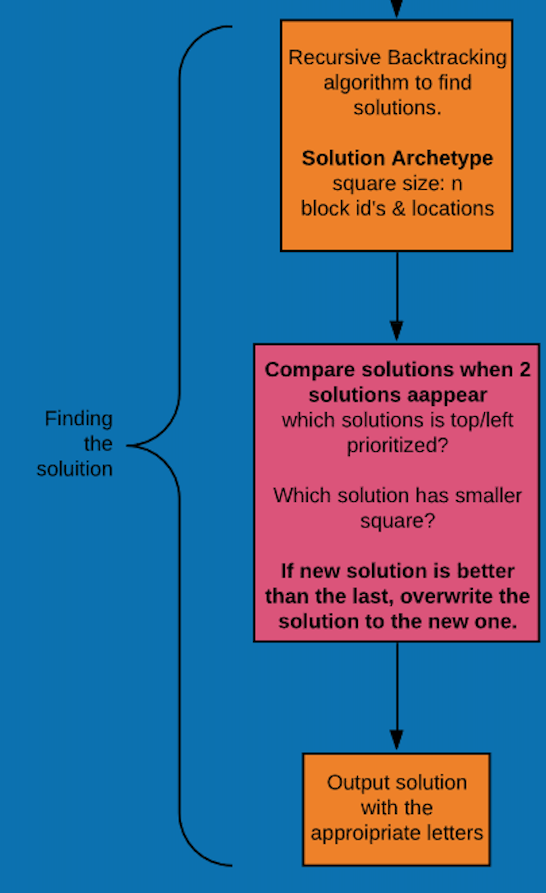 Recursive Backtracking
algorithm to find
solutions.
Solution Archetype
square size: n
block id's & locations
Compare solutions when 2
solutions aappear
which solutions is top/left
prioritized?
Which solution has smaller
square?
If new solution is better
than the last, overwrite the
solution to the new one.
Finding
the
soluition
Output solution
with the
approipriate letters